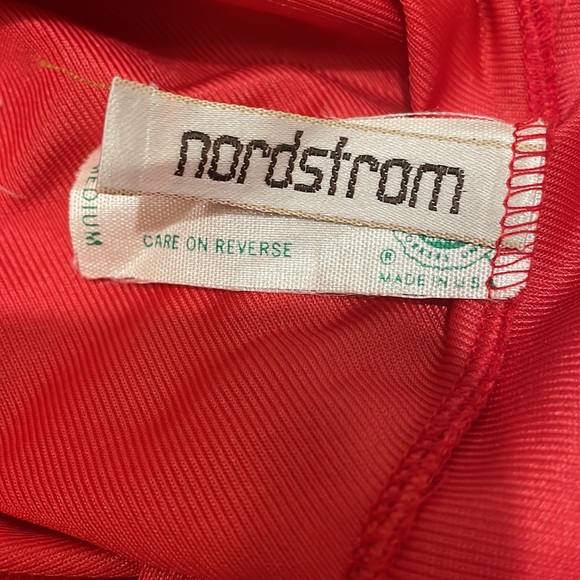 nordstrom
MEDIUM
CARE ON REVERSE
®
MADE IN U.S